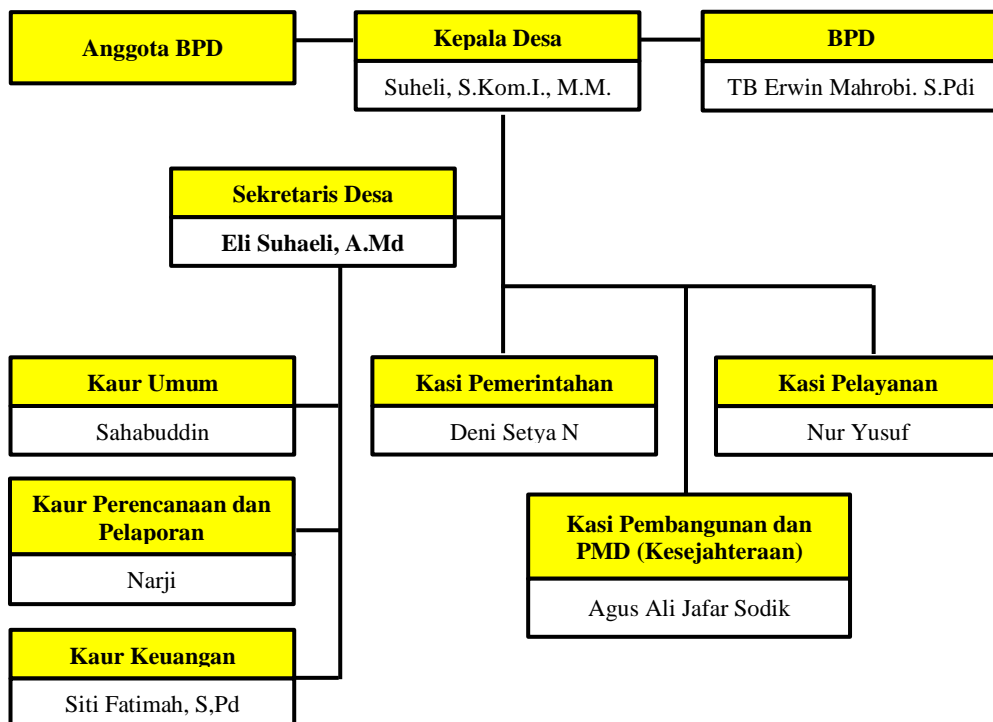 Anggota BPD
Kepala Desa
Suheli, S.Kom.I., M.M.
BPD
TB Erwin Mahrobi. S.Pdi
Sekretaris Desa
Eli Suhaeli, A.Md
Kaur Umum
Sahabuddin
Kasi Pemerintahan
Deni Setya N
Kasi Pelayanan
Nur Yusuf
Kaur Perencanaan dan
Pelaporan
Narji
Kasi Pembangunan dan
PMD (Kesejahteraan)
Agus Ali Jafar Sodik
Kaur Keuangan
Siti Fatimah, S,Pd